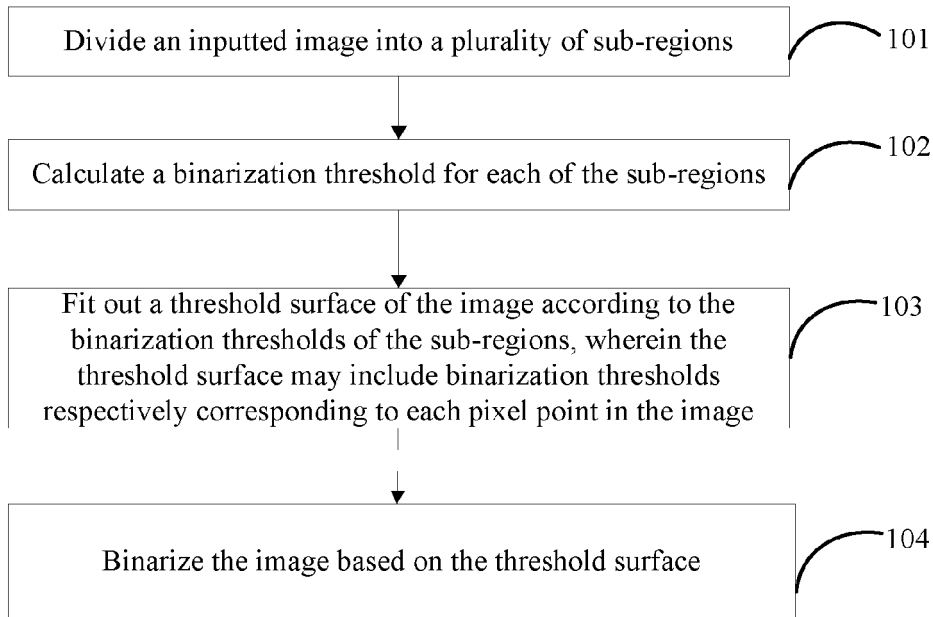 Divide an inputted image into a plurality of sub-regions
101
Calculate a binarization threshold for each of the sub-regions
102
Fit out a threshold surface of the image according to the
binarization thresholds of the sub-regions, wherein the
threshold surface may include binarization thresholds
respectively corresponding to each pixel point in the image
103
Binarize the image based on the threshold surface
104